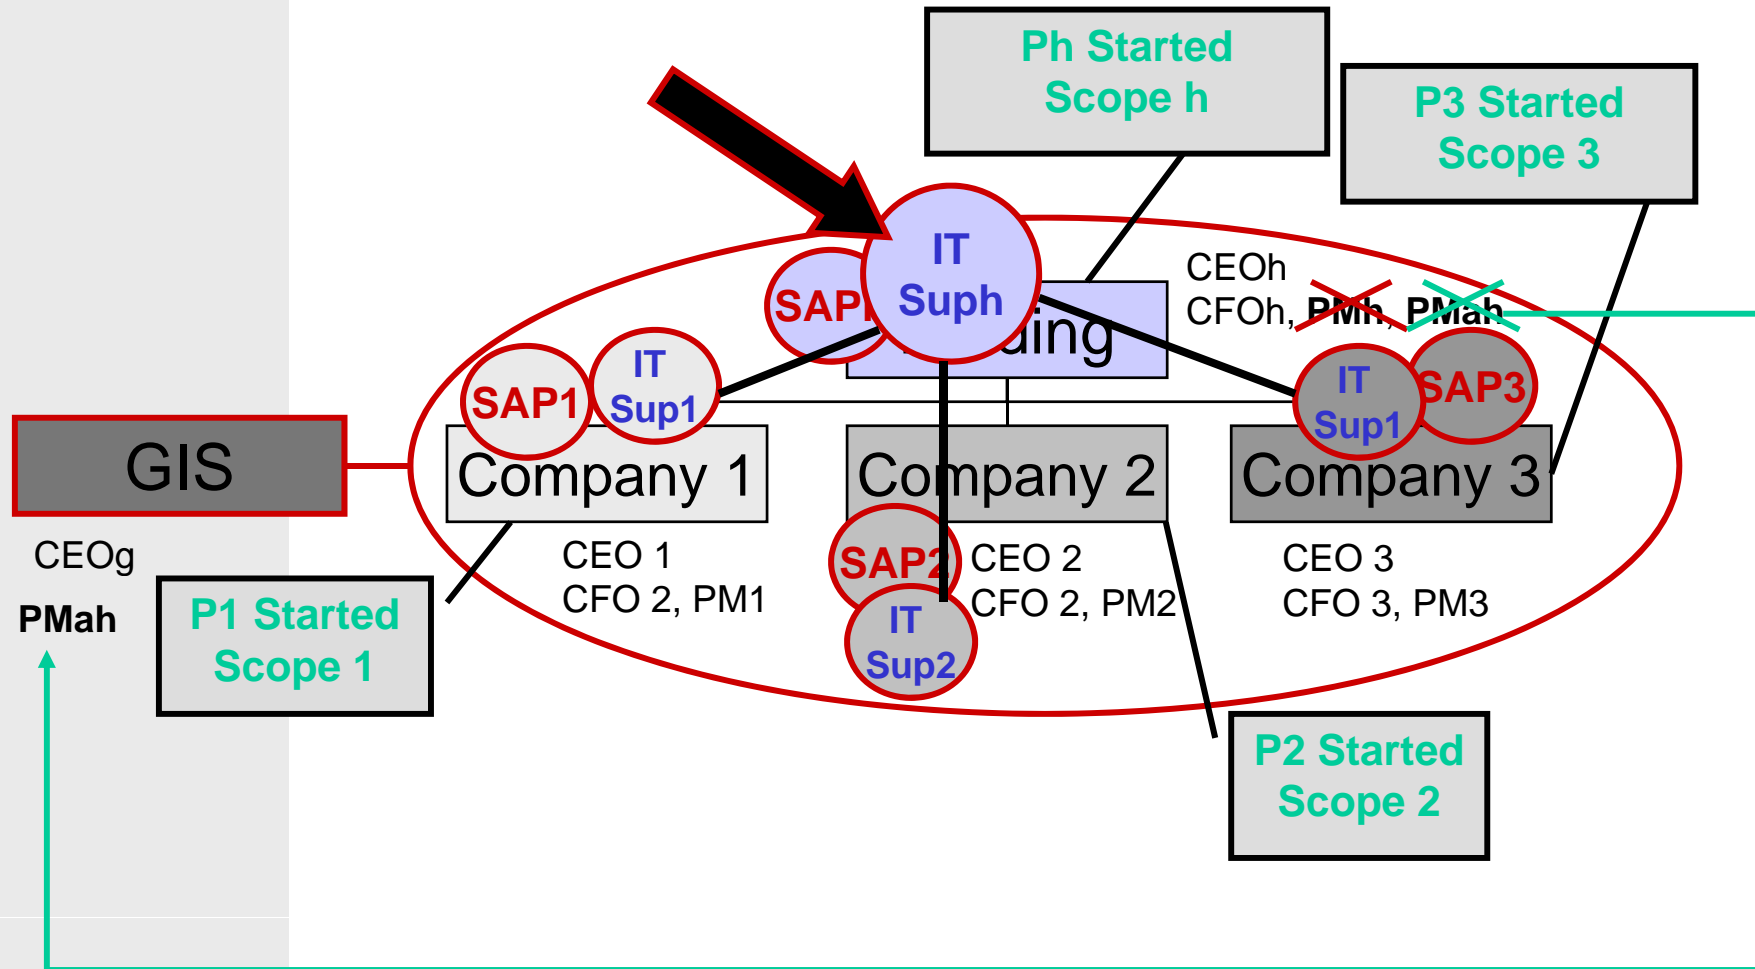 Ph Started
Scope h
P3 Started
Scope 3
IT
Suph
CEOh
CFOh, PMh, PMah
IT
Sup1
SAP1
IT
Sup1
SAP3
GIS
Company 1
Company 2
Company 3
CEOg
PMah
P1 Started
Scope 1
CEO 1
CFO 2, PM1
SAP2
IT
Sup2
CEO 2
CFO 2, PM2
CEO 3
CFO 3, PM3
P2 Started
Scope 2